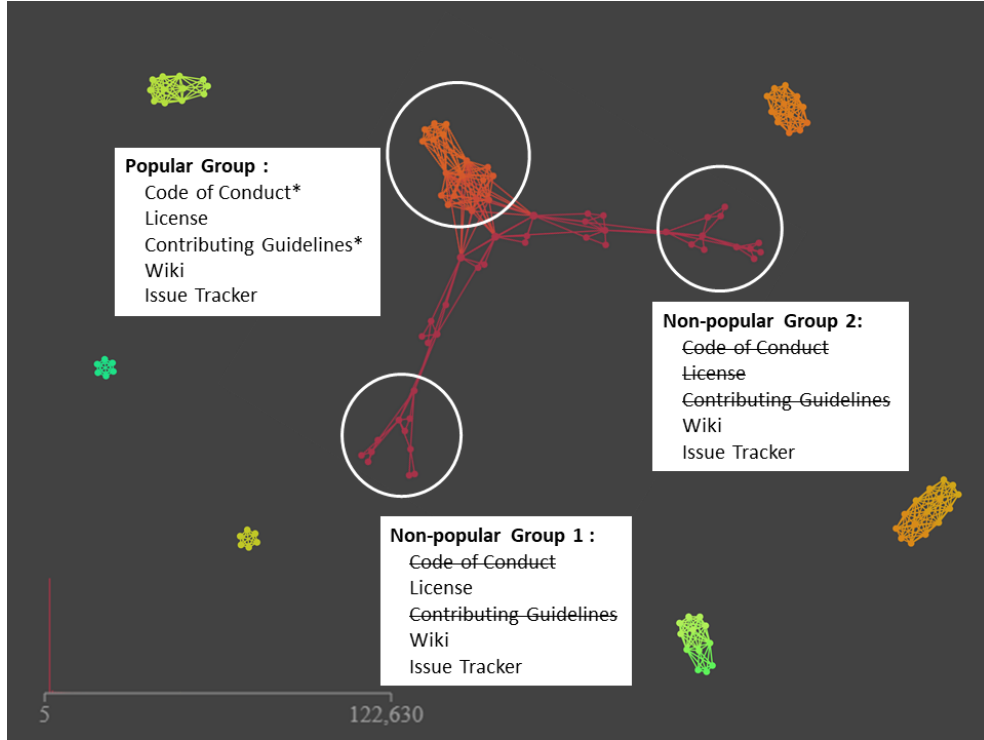 Popular Group :
Code of Conduct*
License
Contributing Guidelines*
Wiki
Issue Tracker
Non-popular Group 2:
Code of Conduct
License
Contributing Guidelines
Wiki
Issue Tracker
Non-popular Group 1 :
Code of Conduct
License
Contributing Guidelines
Wiki
Issue Tracker
5
122,630